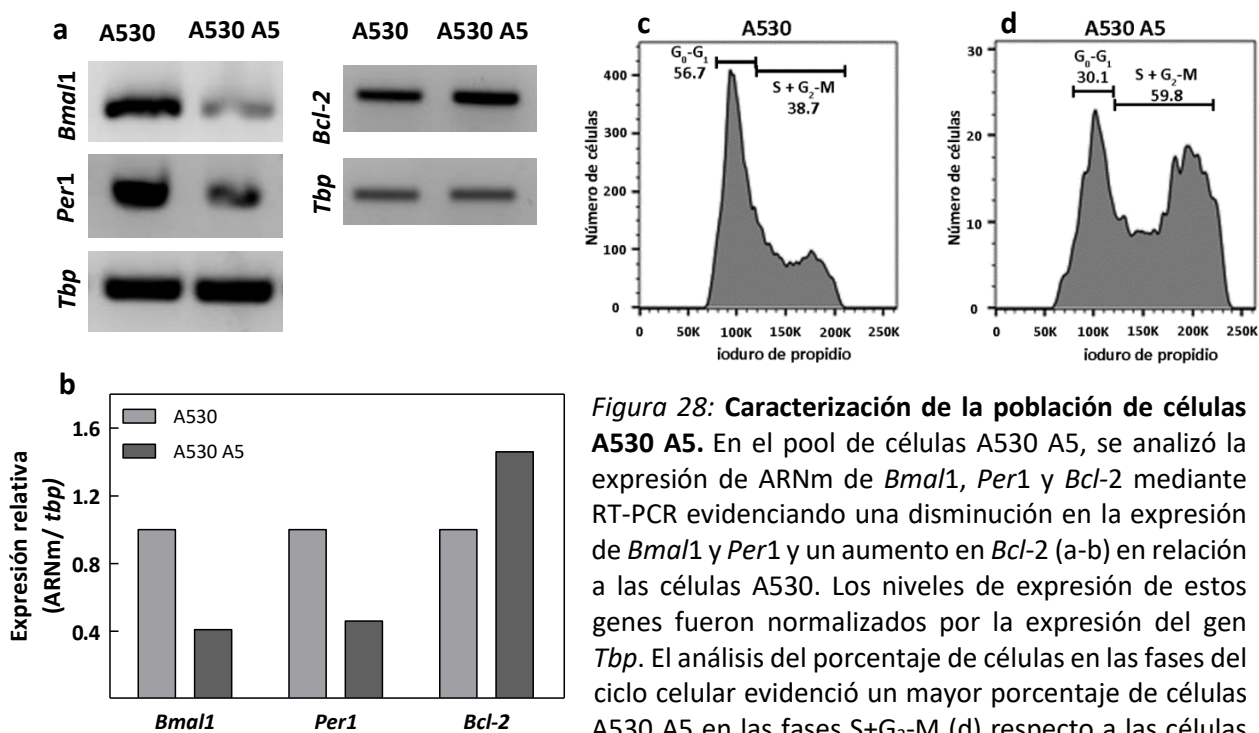 a
A530 A530 A5
Bmal1
Per1
Tbp
A530 A530 A5
Bcl-2
Tbp
c
A530
G₀-G₁
56.7
S + G₂-M
38.7
Número de células
400
300
200
100
0
0 50K 100K 150K 200K 250K
ioduro de propidio
d
A530 A5
G₀-G₁
30.1
S + G₂-M
59.8
Número de células
30
20
10
0
0 50K 100K 150K 200K 250K
ioduro de propidio
b
A530
A530 A5
Expresión relativa
(ARNm/ tbp)
1.6
1.2
0.8
0.4
Bmal1 Per1 Bcl-2
Figura 28: Caracterización de la población de células
A530 A5. En el pool de células A530 A5, se analizó la
expresión de ARNm de Bmal1, Per1 y Bcl-2 mediante
RT-PCR evidenciando una disminución en la expresión
de Bmal1 y Per1 y un aumento en Bcl-2 (a-b) en relación
a las células A530. Los niveles de expresión de estos
genes fueron normalizados por la expresión del gen
Tbp. El análisis del porcentaje de células en las fases del
ciclo celular evidenció un mayor porcentaje de células
A530 A5 en las fases S+G₂-M (d) respecto a las células